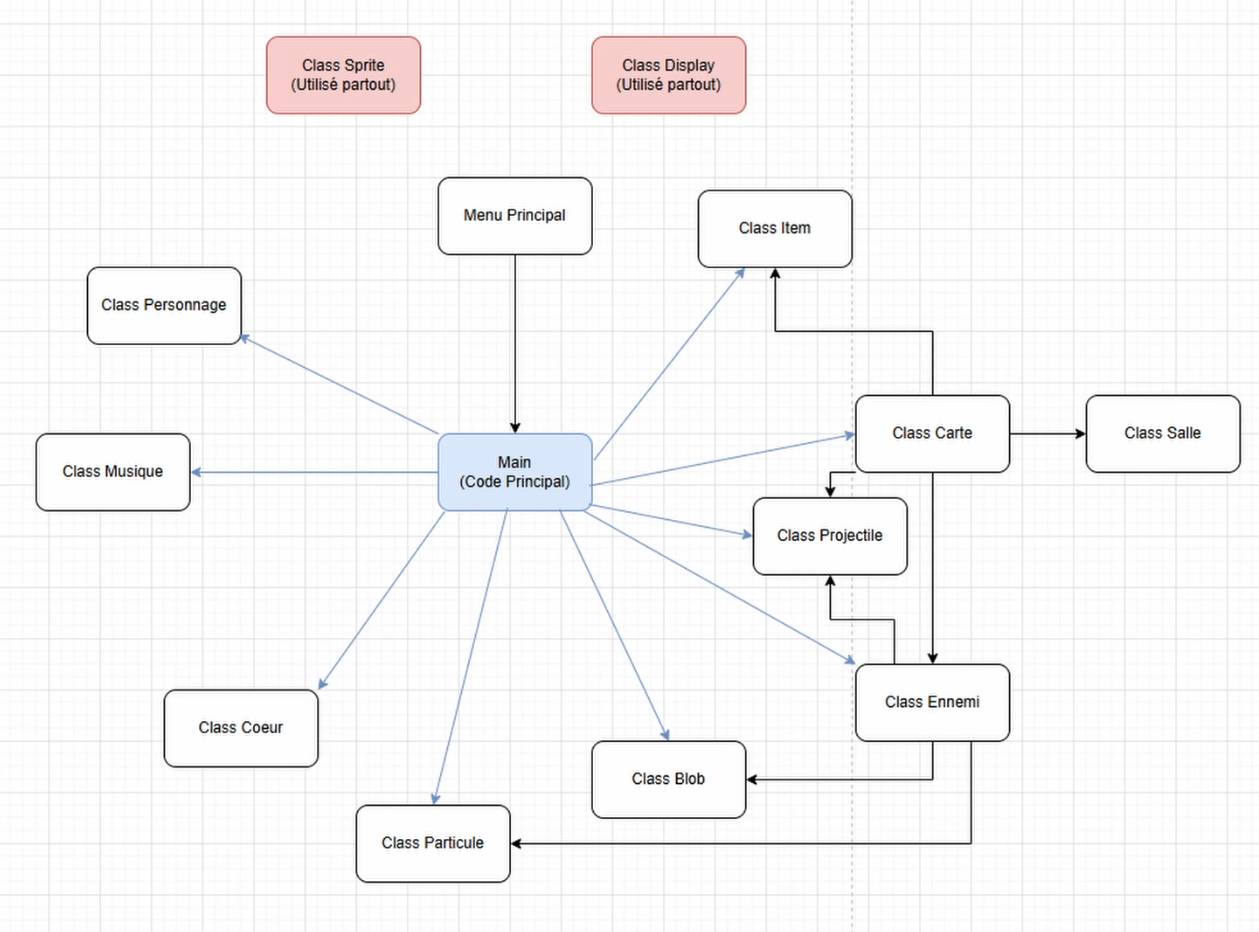 Class Sprite
(Utilisé partout)
Class Display
(Utilisé partout)
Menu Principal
Class Item
Class Personnage
Class Carte
Class Salle
Main
(Code Principal)
Class Musique
Class Projectile
Class Ennemi
Class Coeur
Class Blob
Class Particule